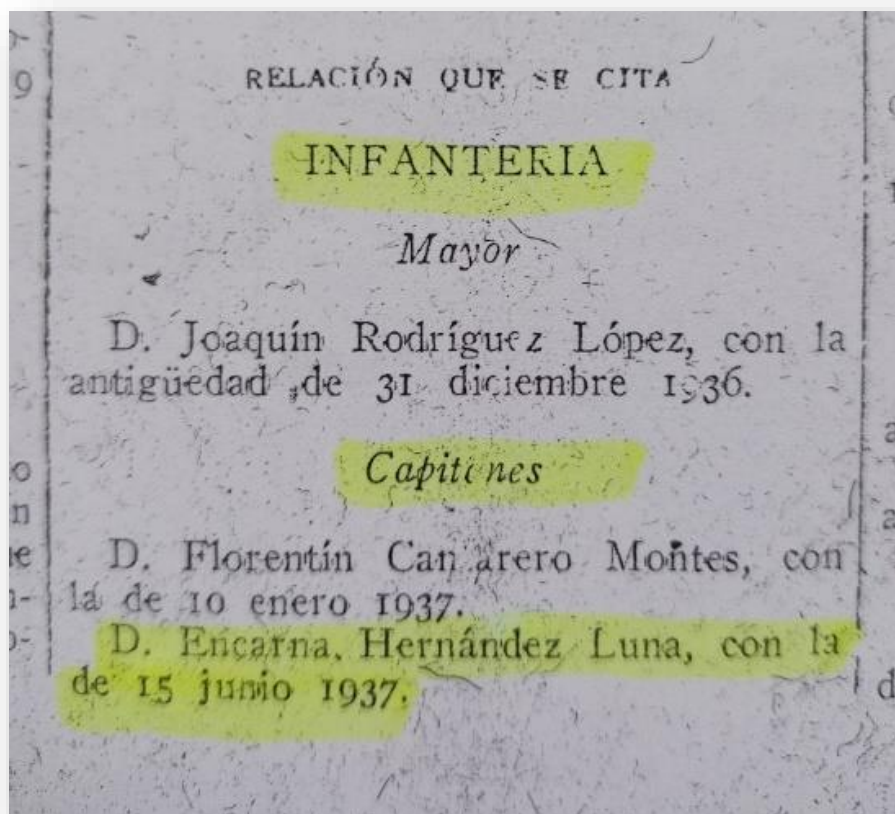 RELACIÓN QUE SE CITA
INFANTERIA
Mayor
D. Joaquín Rodríguez López, con la
antigüedad de 31 diciembre 1936.
Capitanes
D. Florentín Cantarero Montes, con
la de 10 enero 1937.
D. Encarna Hernández Luna, con la
de 15 junio 1937.